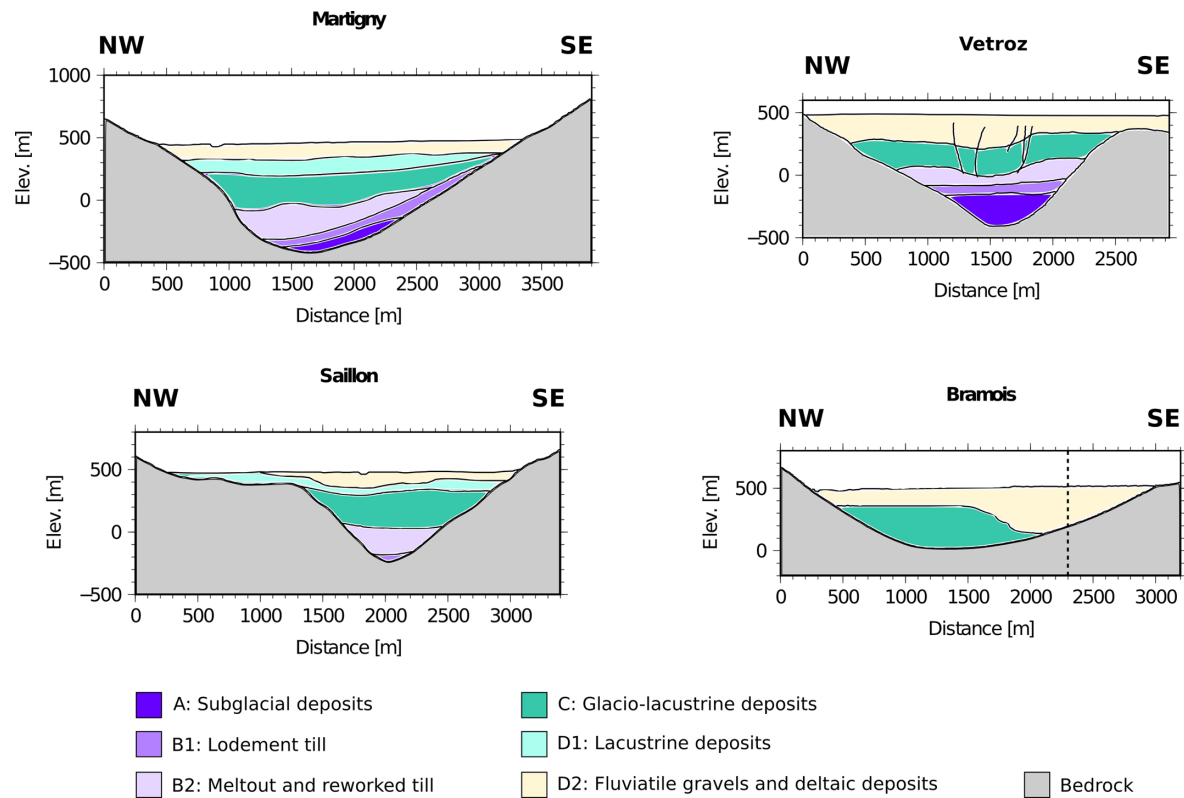 Martigny
NW SE
1000
500
0
−500
Elev. [m]
0 500 1000 1500 2000 2500 3000 3500
Distance [m]
Vetroz
NW SE
500
0
−500
Elev. [m]
0 500 1000 1500 2000 2500
Distance [m]
Saillon
NW SE
500
0
−500
Elev. [m]
0 500 1000 1500 2000 2500 3000
Distance [m]
Bramois
NW SE
500
0
Elev. [m]
0 500 1000 1500 2000 2500 3000
Distance [m]
A: Subglacial deposits
B1: Lodement till
B2: Meltout and reworked till
C: Glacio-lacustrine deposits
D1: Lacustrine deposits
D2: Fluviatile gravels and deltaic deposits
Bedrock